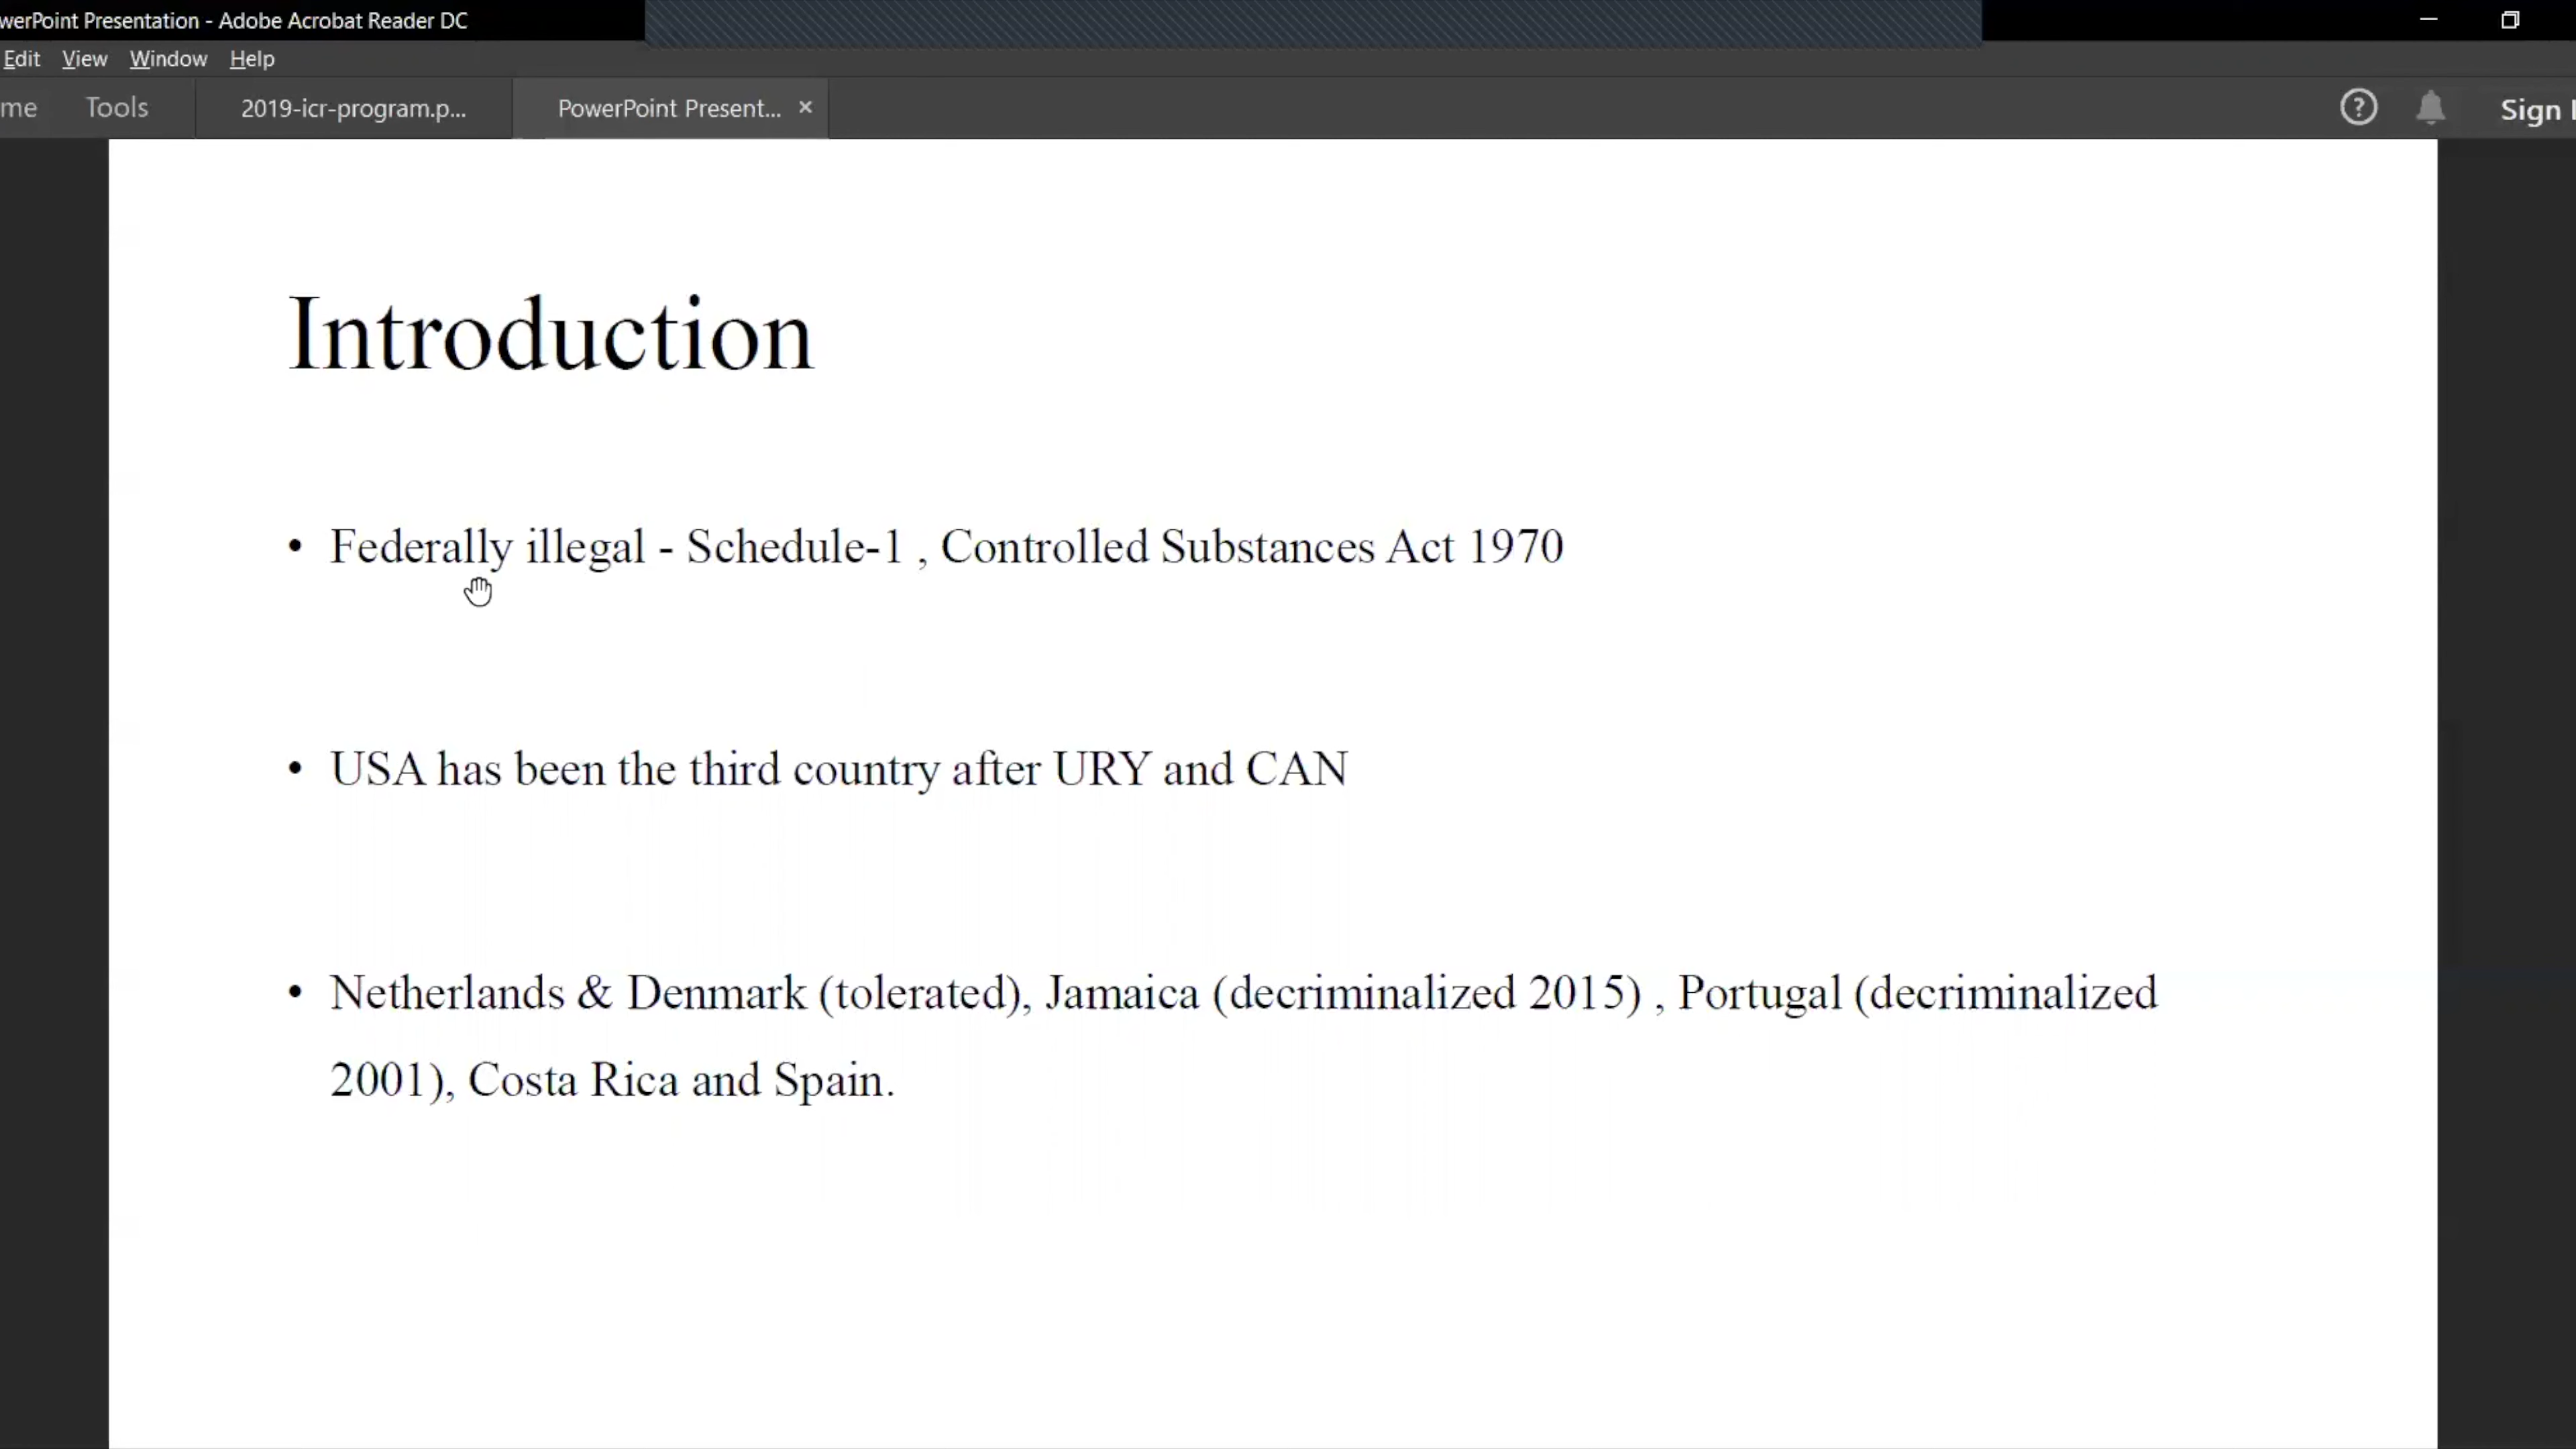 werPoint Presentation - Adobe Acrobat Reader DC
Edit View Window Help
me Tools 2019-icr-program.p... PowerPoint Present... × ? Sign I
Introduction
• Federally illegal - Schedule-1 , Controlled Substances Act 1970
• USA has been the third country after URY and CAN
• Netherlands & Denmark (tolerated), Jamaica (decriminalized 2015) , Portugal (decriminalized
2001), Costa Rica and Spain.